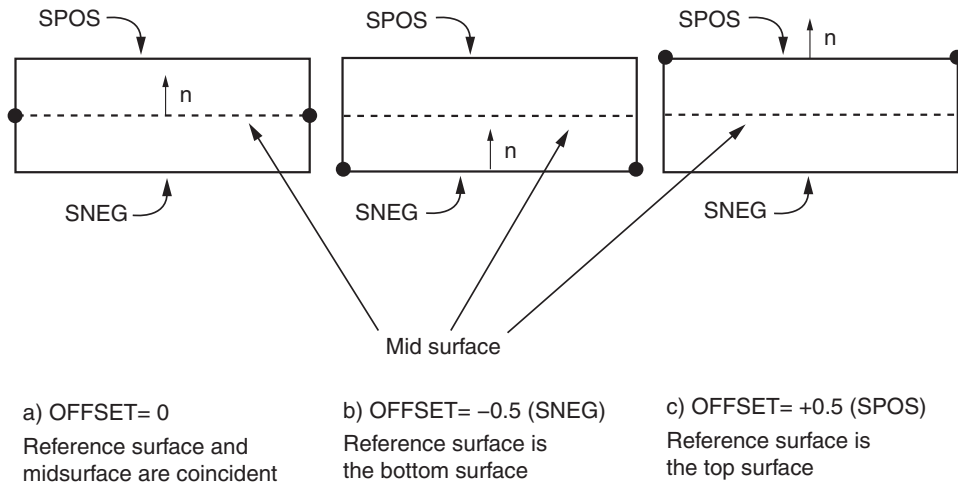 SPOS
SPOS
SPOS
n
n
n
SNEG
SNEG
SNEG
Mid surface
a) OFFSET= 0
Reference surface and
midsurface are coincident
b) OFFSET= −0.5 (SNEG)
Reference surface is
the bottom surface
c) OFFSET= +0.5 (SPOS)
Reference surface is
the top surface